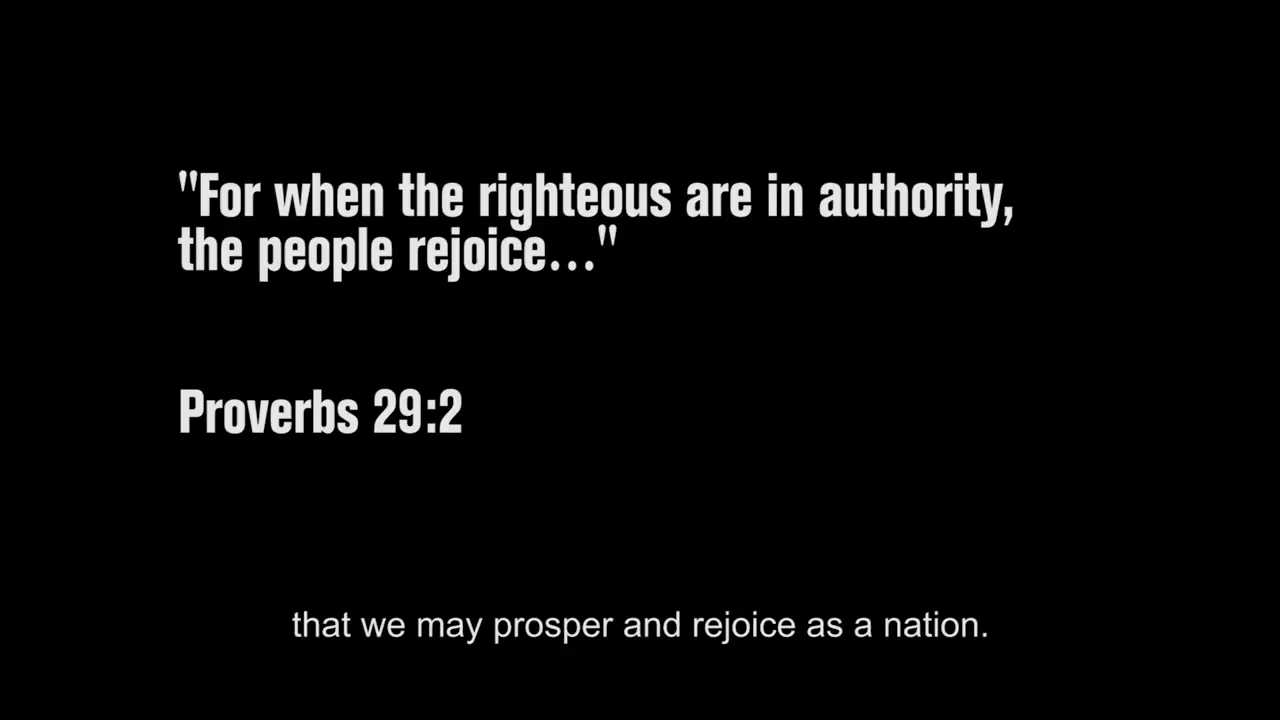 "For when the righteous are in authority,
the people rejoice..."
Proverbs 29:2
that we may prosper and rejoice as a nation.